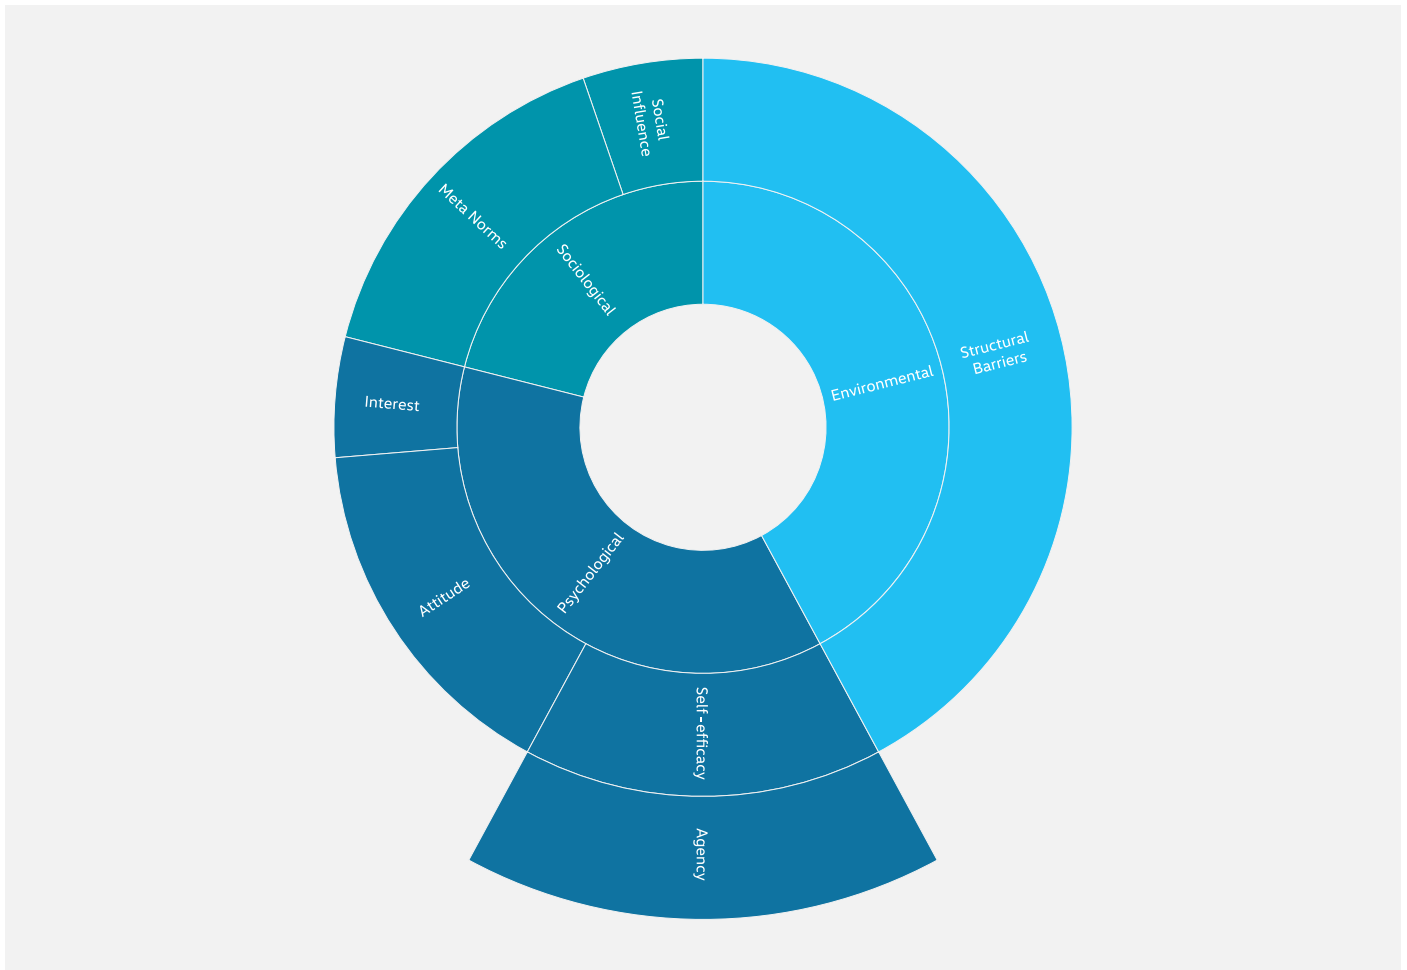 Social
Influence
Meta Norms
Sociological
Structural
Barriers
Environmental
Interest
Psychological
Attitude
Self-efficacy
Agency